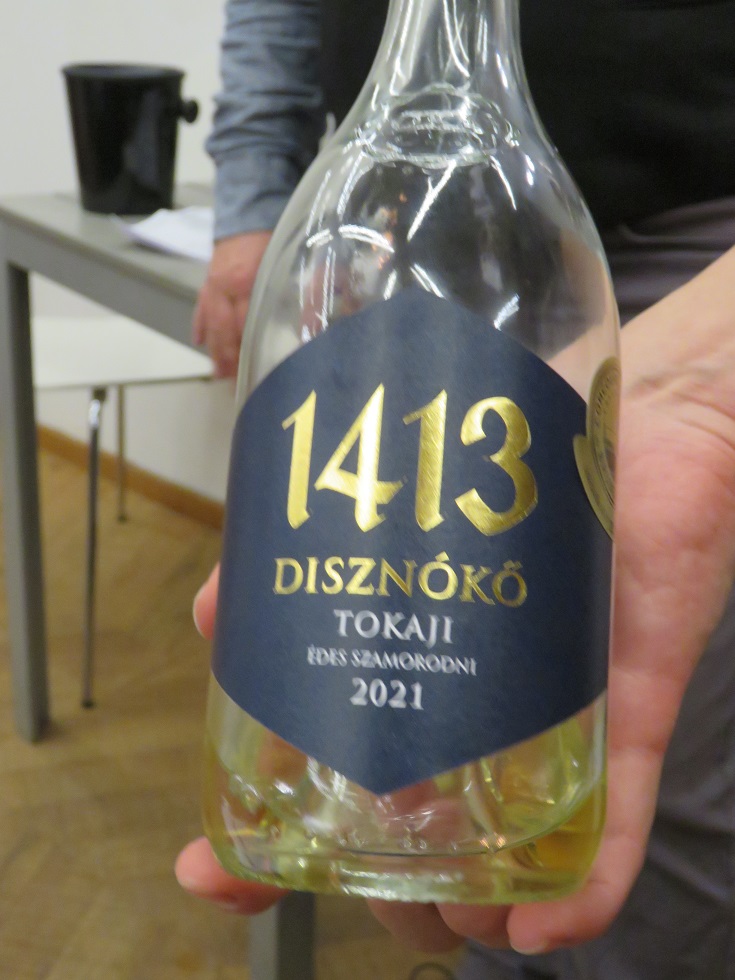 1413
DISZNÓKŐ
TOKAJI
ÉDES SZAMORODNI
2021